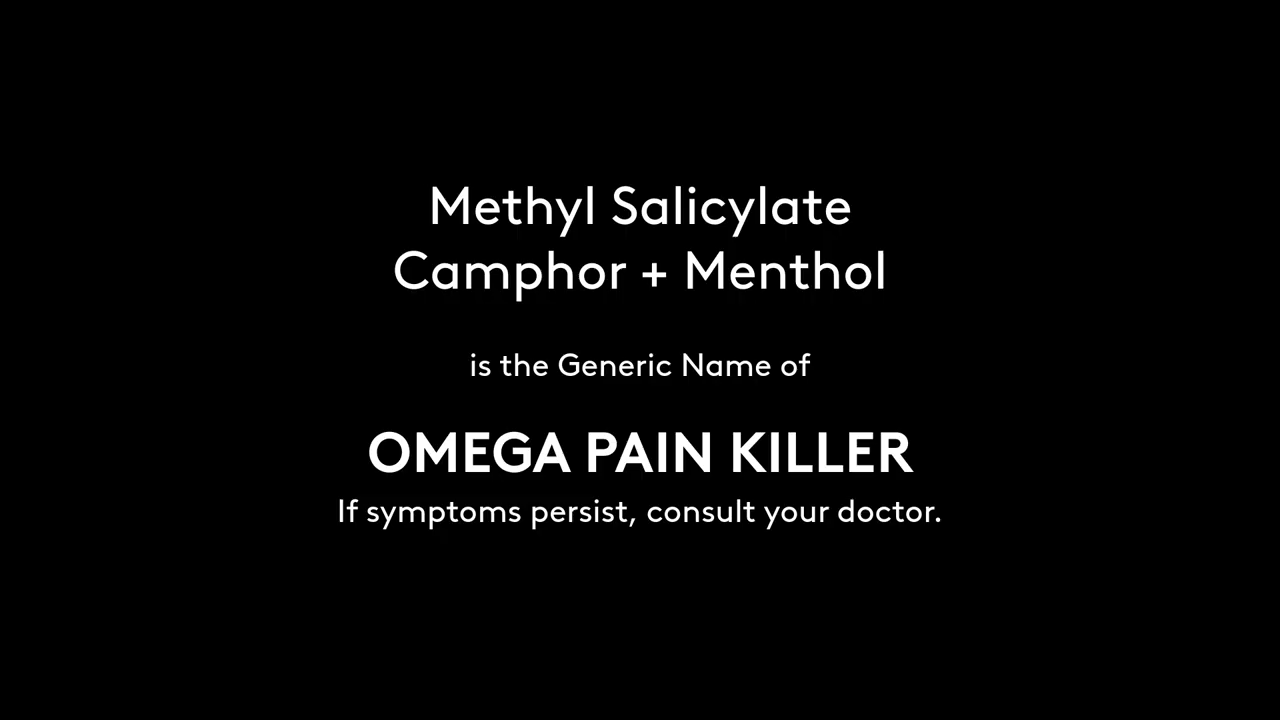 Methyl Salicylate
Camphor + Menthol
is the Generic Name of
OMEGA PAIN KILLER
If symptoms persist, consult your doctor.